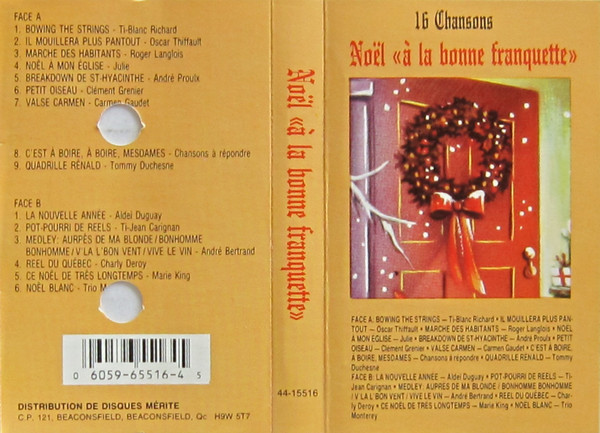 FACE A
1. BOWING THE STRINGS - Ti-Blanc Richard
2. IL MOUILLERA PLUS PANTOUT - Oscar Thiffault
3. MARCHE DES HABITANTS - Roger Langlois
4. NOËL À MON ÉGLISE - Julie
5. BREAKDOWN DE ST-HYACINTHE - André Proulx
6. PETIT OISEAU - Clément Grenier
7. VALSE CARMEN - Carmen Gaudet
8. C'EST À BOIRE, À BOIRE, MESDAMES - Chansons à répondre
9. QUADRILLE RÉNALD - Tommy Duchesne
FACE B
1. LA NOUVELLE ANNÉE - Aldei Duguay
2. POT-POURRI DE REELS - Ti-Jean Carignan
3. MEDLEY: AUPRÈS DE MA BLONDE/BONHOMME
BONHOMME/V'LA L'BON VENT/VIVE LE VIN - André Bertrand
4. REEL DU QUÉBEC - Charly Deroy
5. CE NOËL DE TRÈS LONGTEMPS - Marie King
6. NOËL BLANC - Trio
0 6059-65516-4 5
DISTRIBUTION DE DISQUES MÉRITE
C.P. 121, BEACONSFIELD, BEACONSFIELD, Qc H9W 5T7
Noël «à la bonne franquette»
44-15516
16 Chansons
Noël «à la bonne franquette»
FACE A: BOWING THE STRINGS — Ti-Blanc Richard • IL MOUILLERA PLUS PAN-
TOUT — Oscar Thiffault • MARCHE DES HABITANTS — Roger Langlois • NOËL
À MON ÉGLISE — Julie • BREAKDOWN DE ST-HYACINTHE — André Proulx • PETIT
OISEAU — Clément Grenier • VALSE CARMEN — Carmen Gaudet • C'EST À BOIRE,
À BOIRE, MESDAMES — Chansons à répondre • QUADRILLE RENALD — Tommy
Duchesne
FACE B: LA NOUVELLE ANNÉE — Aldei Duguay • POT-POURRI DE REELS — Ti-
Jean Carignan • MEDLEY: AUPRÈS DE MA BLONDE / BONHOMME BONHOMME /
V'LA L'BON VENT / VIVE LE VIN — André Bertrand • REEL DU QUÉBEC — Char-
ly Deroy • CE NOËL DE TRÈS LONGTEMPS — Marie King • NOËL BLANC — Trio
Monterey